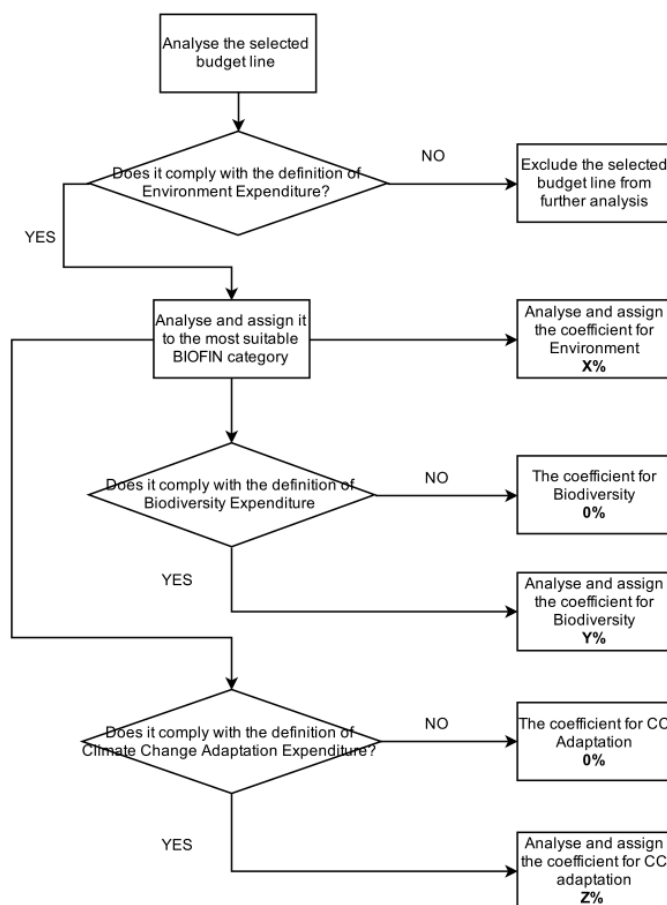 Analyse the selected
budget line
Does it comply with the definition of
Environment Expenditure?
NO
Exclude the selected
budget line from
further analysis
YES
Analyse and assign it
to the most suitable
BIOFIN category
Analyse and assign
the coefficient for
Environment
X%
Does it comply with the definition of
Biodiversity Expenditure
NO
The coefficient for
Biodiversity
0%
YES
Analyse and assign
the coefficient for
Biodiversity
Y%
Does it comply with the definition of
Climate Change Adaptation Expenditure?
NO
The coefficient for CC
Adaptation
0%
YES
Analyse and assign
the coefficient for CC
adaptation
Z%